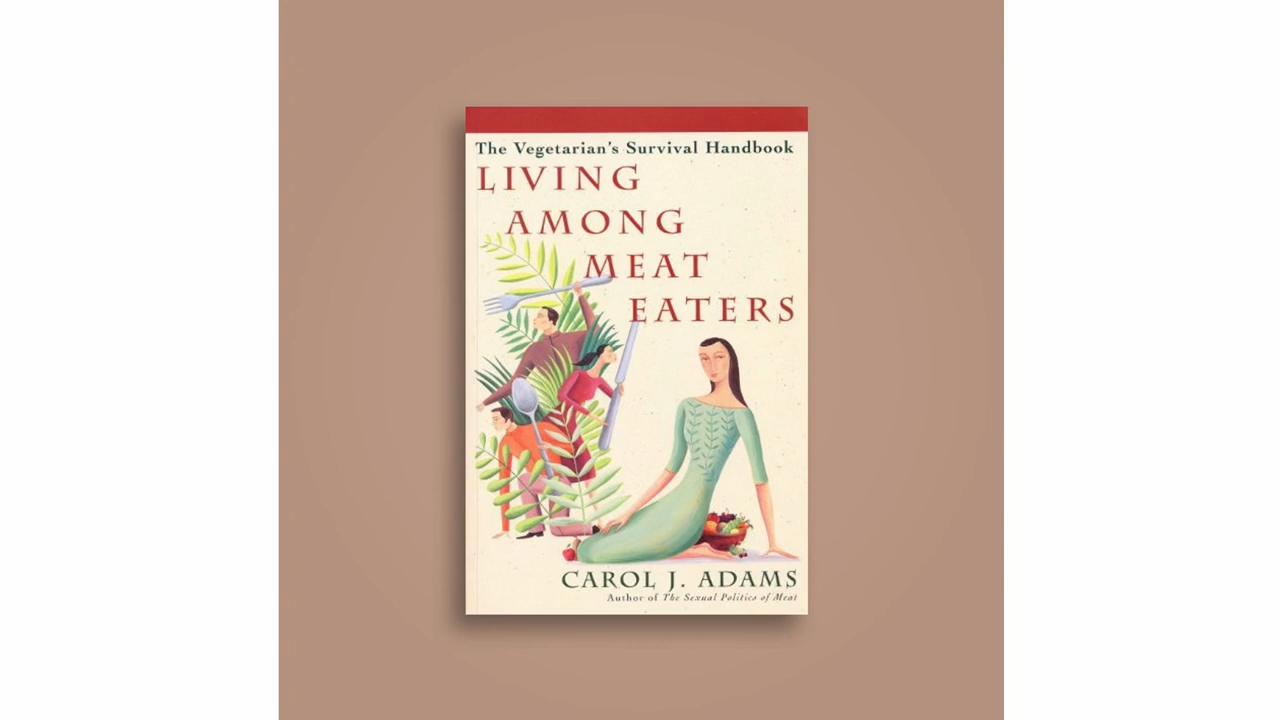 The Vegetarian's Survival Handbook
LIVING
AMONG
MEAT
EATERS
CAROL J. ADAMS
Author of The Sexual Politics of Meat